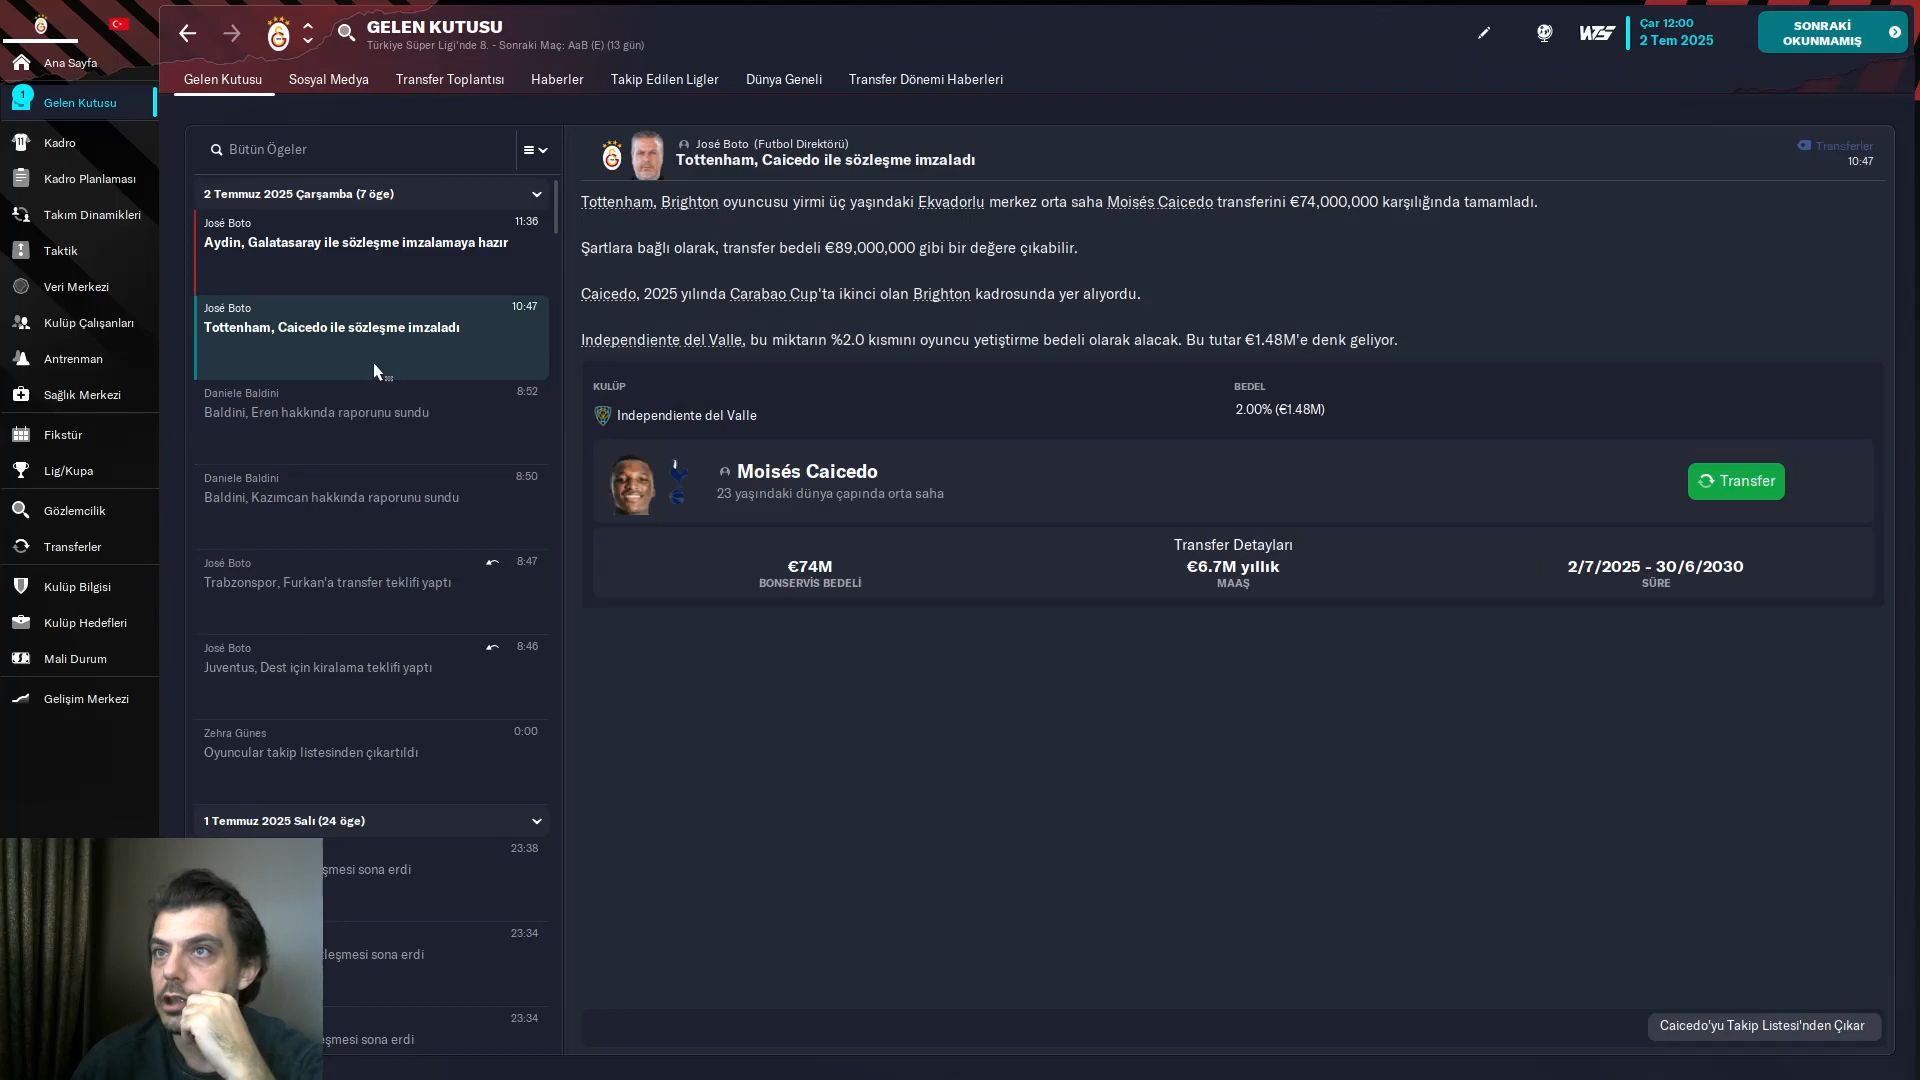 GELEN KUTUSU
Türkiye Süper Ligi'nde 8. - Sonraki Maç: AaB (E) (13 gün)
Çar 12:00
2 Tem 2025
SONRAKİ
OKUNMAMIŞ
Gelen Kutusu
Sosyal Medya
Transfer Toplantısı
Haberler
Takip Edilen Ligler
Dünya Geneli
Transfer Dönemi Haberleri
Ana Sayfa
1
Gelen Kutusu
Kadro
Kadro Planlaması
Takım Dinamikleri
Taktik
Veri Merkezi
Kulüp Çalışanları
Antrenman
Sağlık Merkezi
Fikstür
Lig/Kupa
Gözlemcilik
Transferler
Kulüp Bilgisi
Kulüp Hedefleri
Mali Durum
Gelişim Merkezi
Bütün Ögeler
2 Temmuz 2025 Çarşamba (7 öge)
José Boto 11:36
Aydin, Galatasaray ile sözleşme imzalamaya hazır
José Boto 10:47
Tottenham, Caicedo ile sözleşme imzaladı
Daniele Baldini 8:52
Baldini, Eren hakkında raporunu sundu
Daniele Baldini 8:50
Baldini, Kazımcan hakkında raporunu sundu
José Boto 8:47
Trabzonspor, Furkan'a transfer teklifi yaptı
José Boto 8:46
Juventus, Dest için kiralama teklifi yaptı
Zehra Günes 0:00
Oyuncular takip listesinden çıkartıldı
1 Temmuz 2025 Salı (24 öge)
23:38
şmesi sona erdi
23:34
leşmesi sona erdi
23:34
şmesi sona erdi
José Boto (Futbol Direktörü)
Tottenham, Caicedo ile sözleşme imzaladı
Transferler
10:47
Tottenham, Brighton oyuncusu yirmi üç yaşındaki Ekvadorlu merkez orta saha Moisés Caicedo transferini €74,000,000 karşılığında tamamladı.
Şartlara bağlı olarak, transfer bedeli €89,000,000 gibi bir değere çıkabilir.
Caicedo, 2025 yılında Carabao Cup'ta ikinci olan Brighton kadrosunda yer alıyordu.
Independiente del Valle, bu miktarın %2.0 kısmını oyuncu yetiştirme bedeli olarak alacak. Bu tutar €1.48M'e denk geliyor.
KULÜP BEDEL
Independiente del Valle 2.00% (€1.48M)
Moisés Caicedo
23 yaşındaki dünya çapında orta saha
Transfer
Transfer Detayları
€74M €6.7M yıllık 2/7/2025 - 30/6/2030
BONSERVİS BEDELİ MAAŞ SÜRE
Caicedo'yu Takip Listesi'nden Çıkar